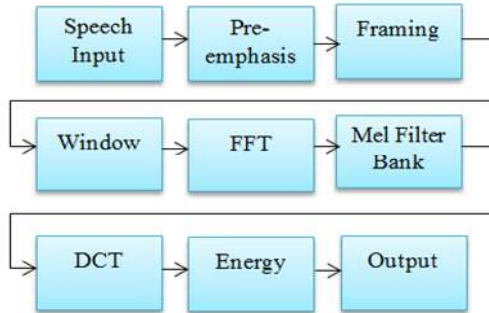 Speech
Input
Pre-
emphasis
Framing
Window
FFT
Mel Filter
Bank
DCT
Energy
Output